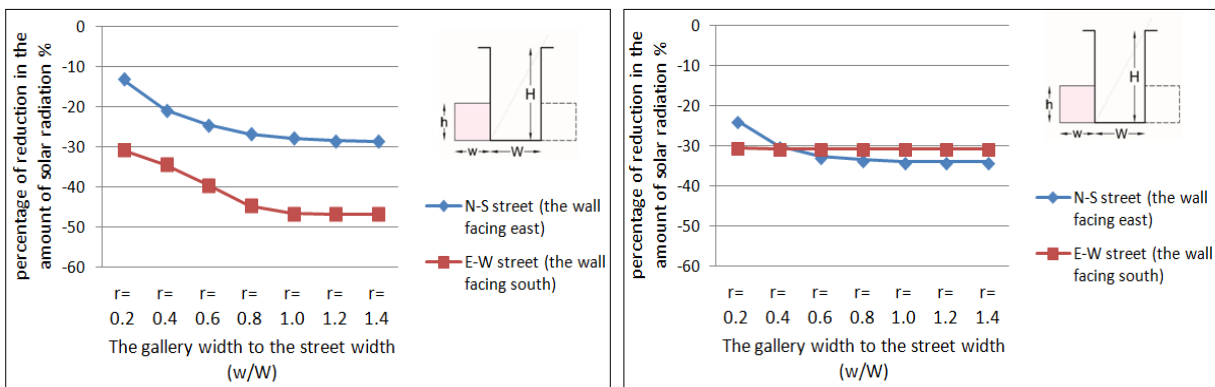 percentage of reduction in the
amount of solar radiation %
0
-10
-20
-30
-40
-50
-60
r=
0.2
r=
0.4
r=
0.6
r=
0.8
r=
1.0
r=
1.2
r=
1.4
The gallery width to the street width
(w/W)
H
h
w
W
N-S street (the wall
facing east)
E-W street (the wall
facing south)
percentage of reduction in the
amount of solar radiation %
0
-10
-20
-30
-40
-50
-60
r=
0.2
r=
0.4
r=
0.6
r=
0.8
r=
1.0
r=
1.2
r=
1.4
The gallery width to the street width
(w/W)
H
h
w
W
N-S street (the wall
facing east)
E-W street (the wall
facing south)